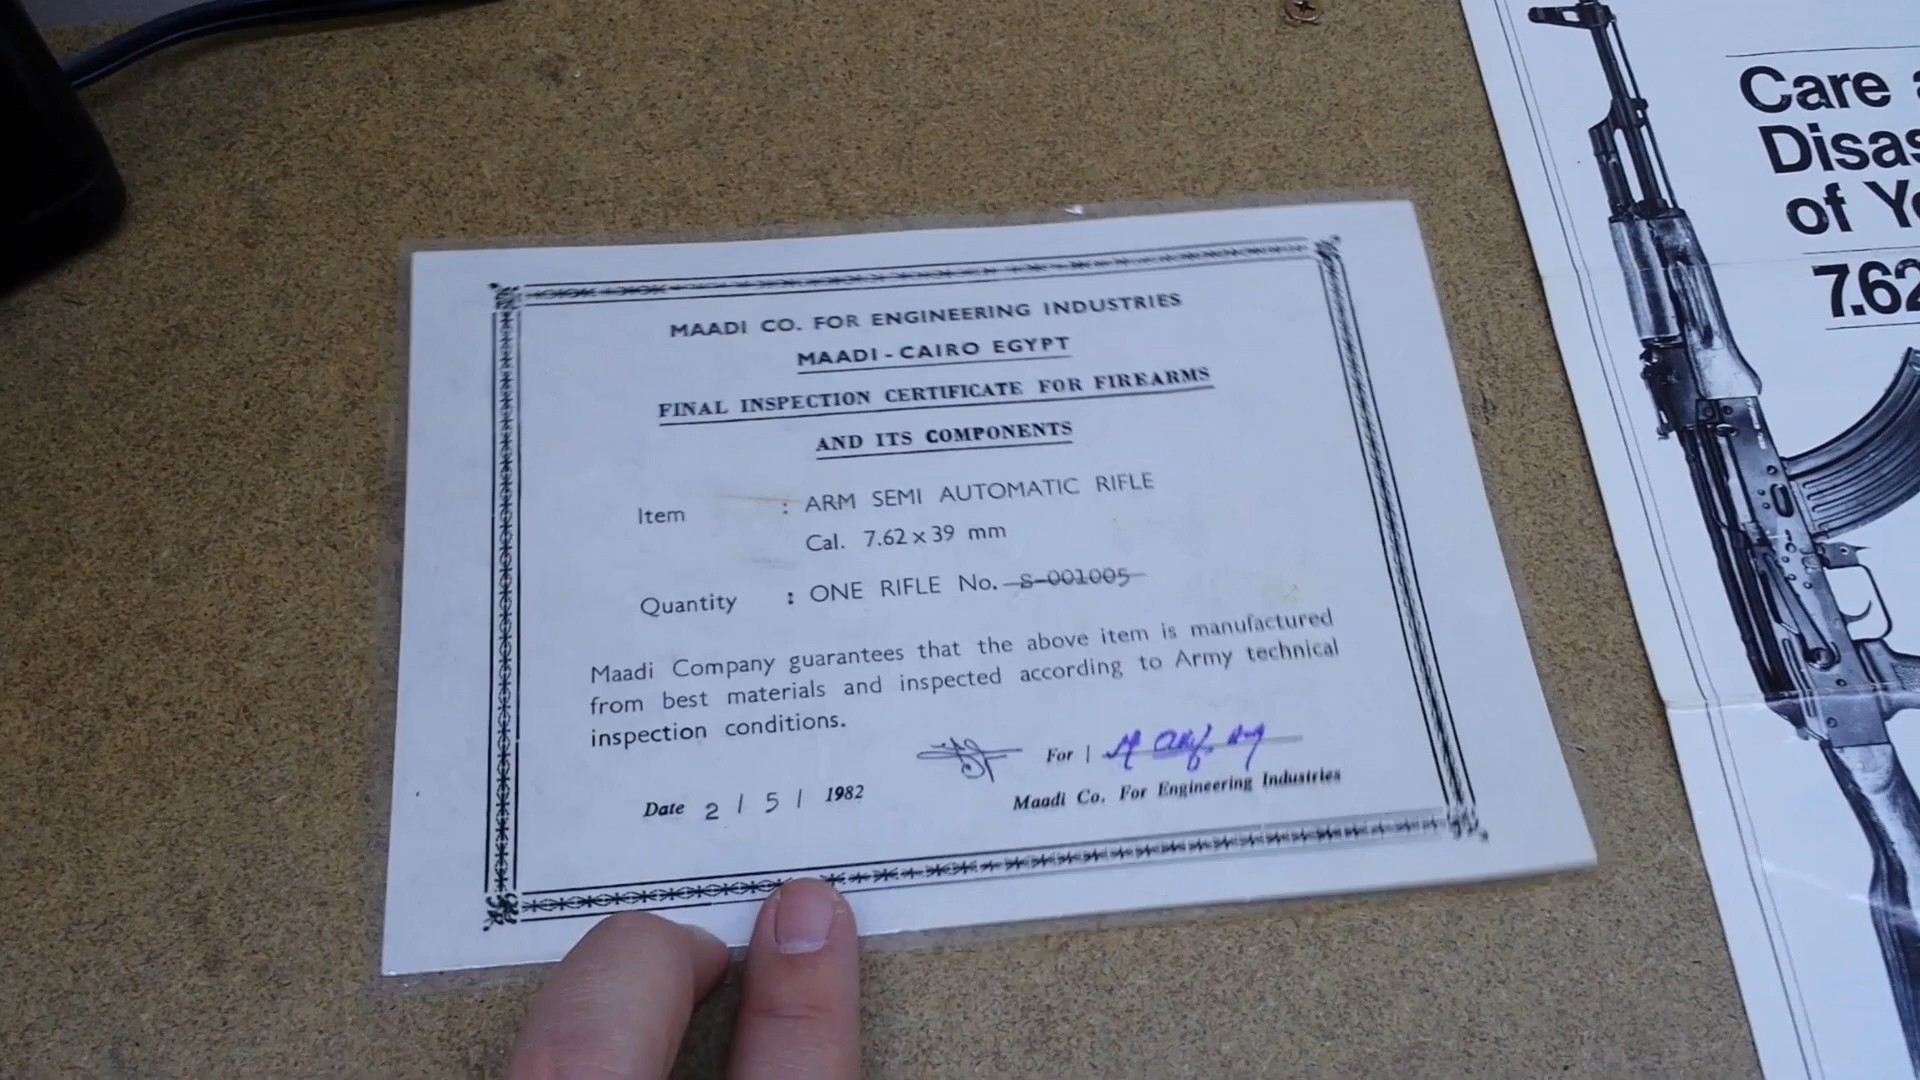 MAADI CO. FOR ENGINEERING INDUSTRIES
MAADI - CAIRO EGYPT
FINAL INSPECTION CERTIFICATE FOR FIREARMS
AND ITS COMPONENTS
Item : ARM SEMI AUTOMATIC RIFLE
Cal. 7.62 x 39 mm
Quantity : ONE RIFLE No. S-001005
Maadi Company guarantees that the above item is manufactured
from best materials and inspected according to Army technical
inspection conditions.
For |
Date 2 / 5 / 1982
Maadi Co. For Engineering Industries
Care
of
7.62